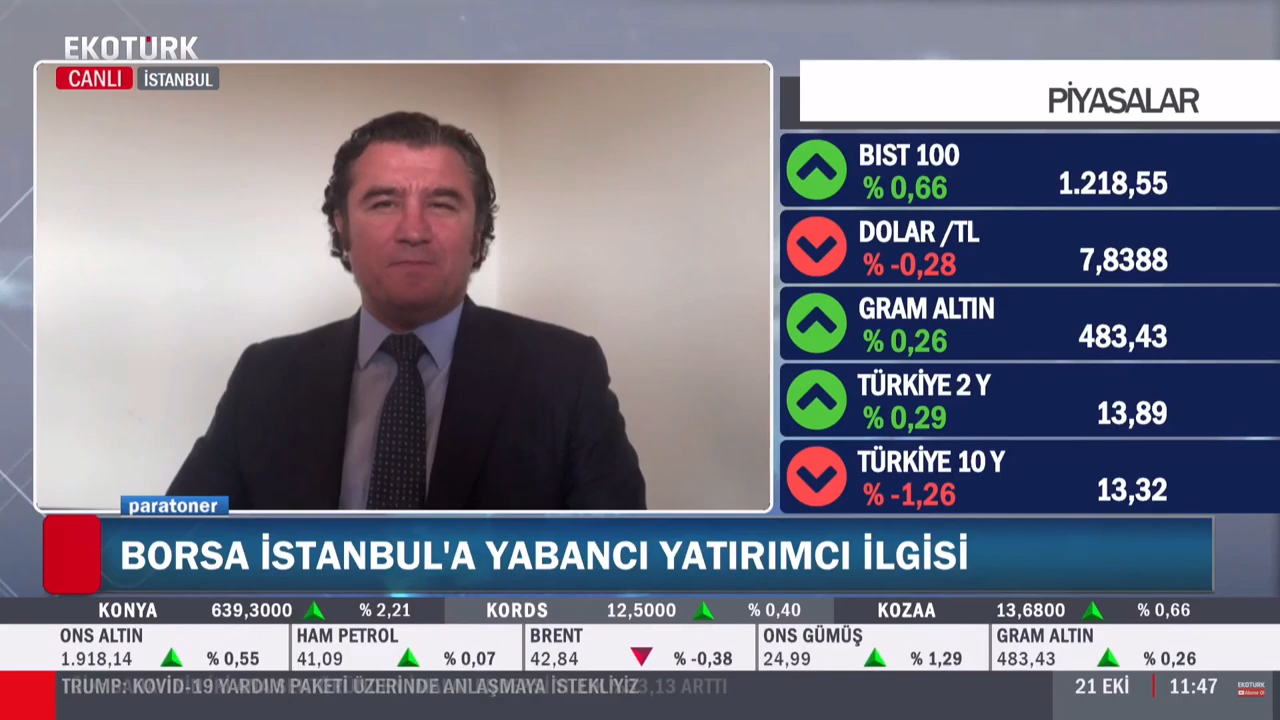 EKOTÜRK
CANLI İSTANBUL
PİYASALAR
BIST 100
% 0,66
1.218,55
DOLAR /TL
% -0,28
7,8388
GRAM ALTIN
% 0,26
483,43
TÜRKİYE 2 Y
% 0,29
13,89
TÜRKİYE 10 Y
% -1,26
13,32
paratoner
BORSA İSTANBUL'A YABANCI YATIRIMCI İLGİSİ
KONYA 639,3000 % 2,21 KORDS 12,5000 % 0,40 KOZAA 13,6800 % 0,66
ONS ALTIN HAM PETROL BRENT ONS GÜMÜŞ GRAM ALTIN
1.918,14 % 0,55 41,09 % 0,07 42,84 % -0,38 24,99 % 1,29 483,43 % 0,26
TRUMP: KOVİD-19 YARDIM PAKETİ ÜZERİNDE ANLAŞMAYA İSTEKLİYİZ
21 EKİ 11:47
EKOTÜRK
Abone Ol